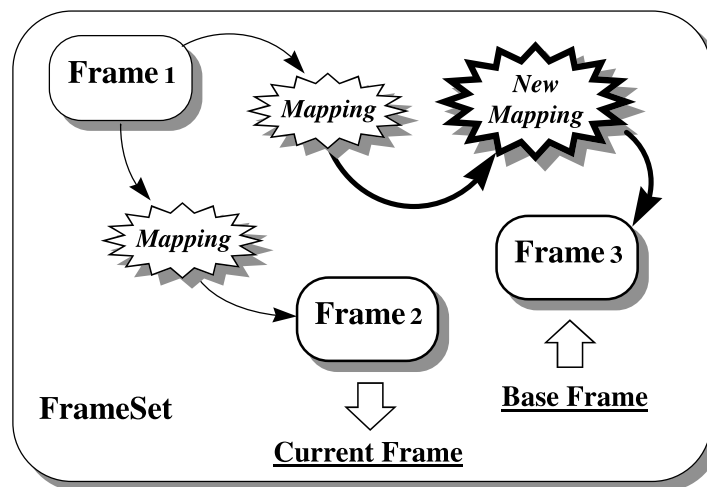 Frame 1
Mapping
New
Mapping
Mapping
Frame 3
Frame 2
Base Frame
FrameSet
Current Frame